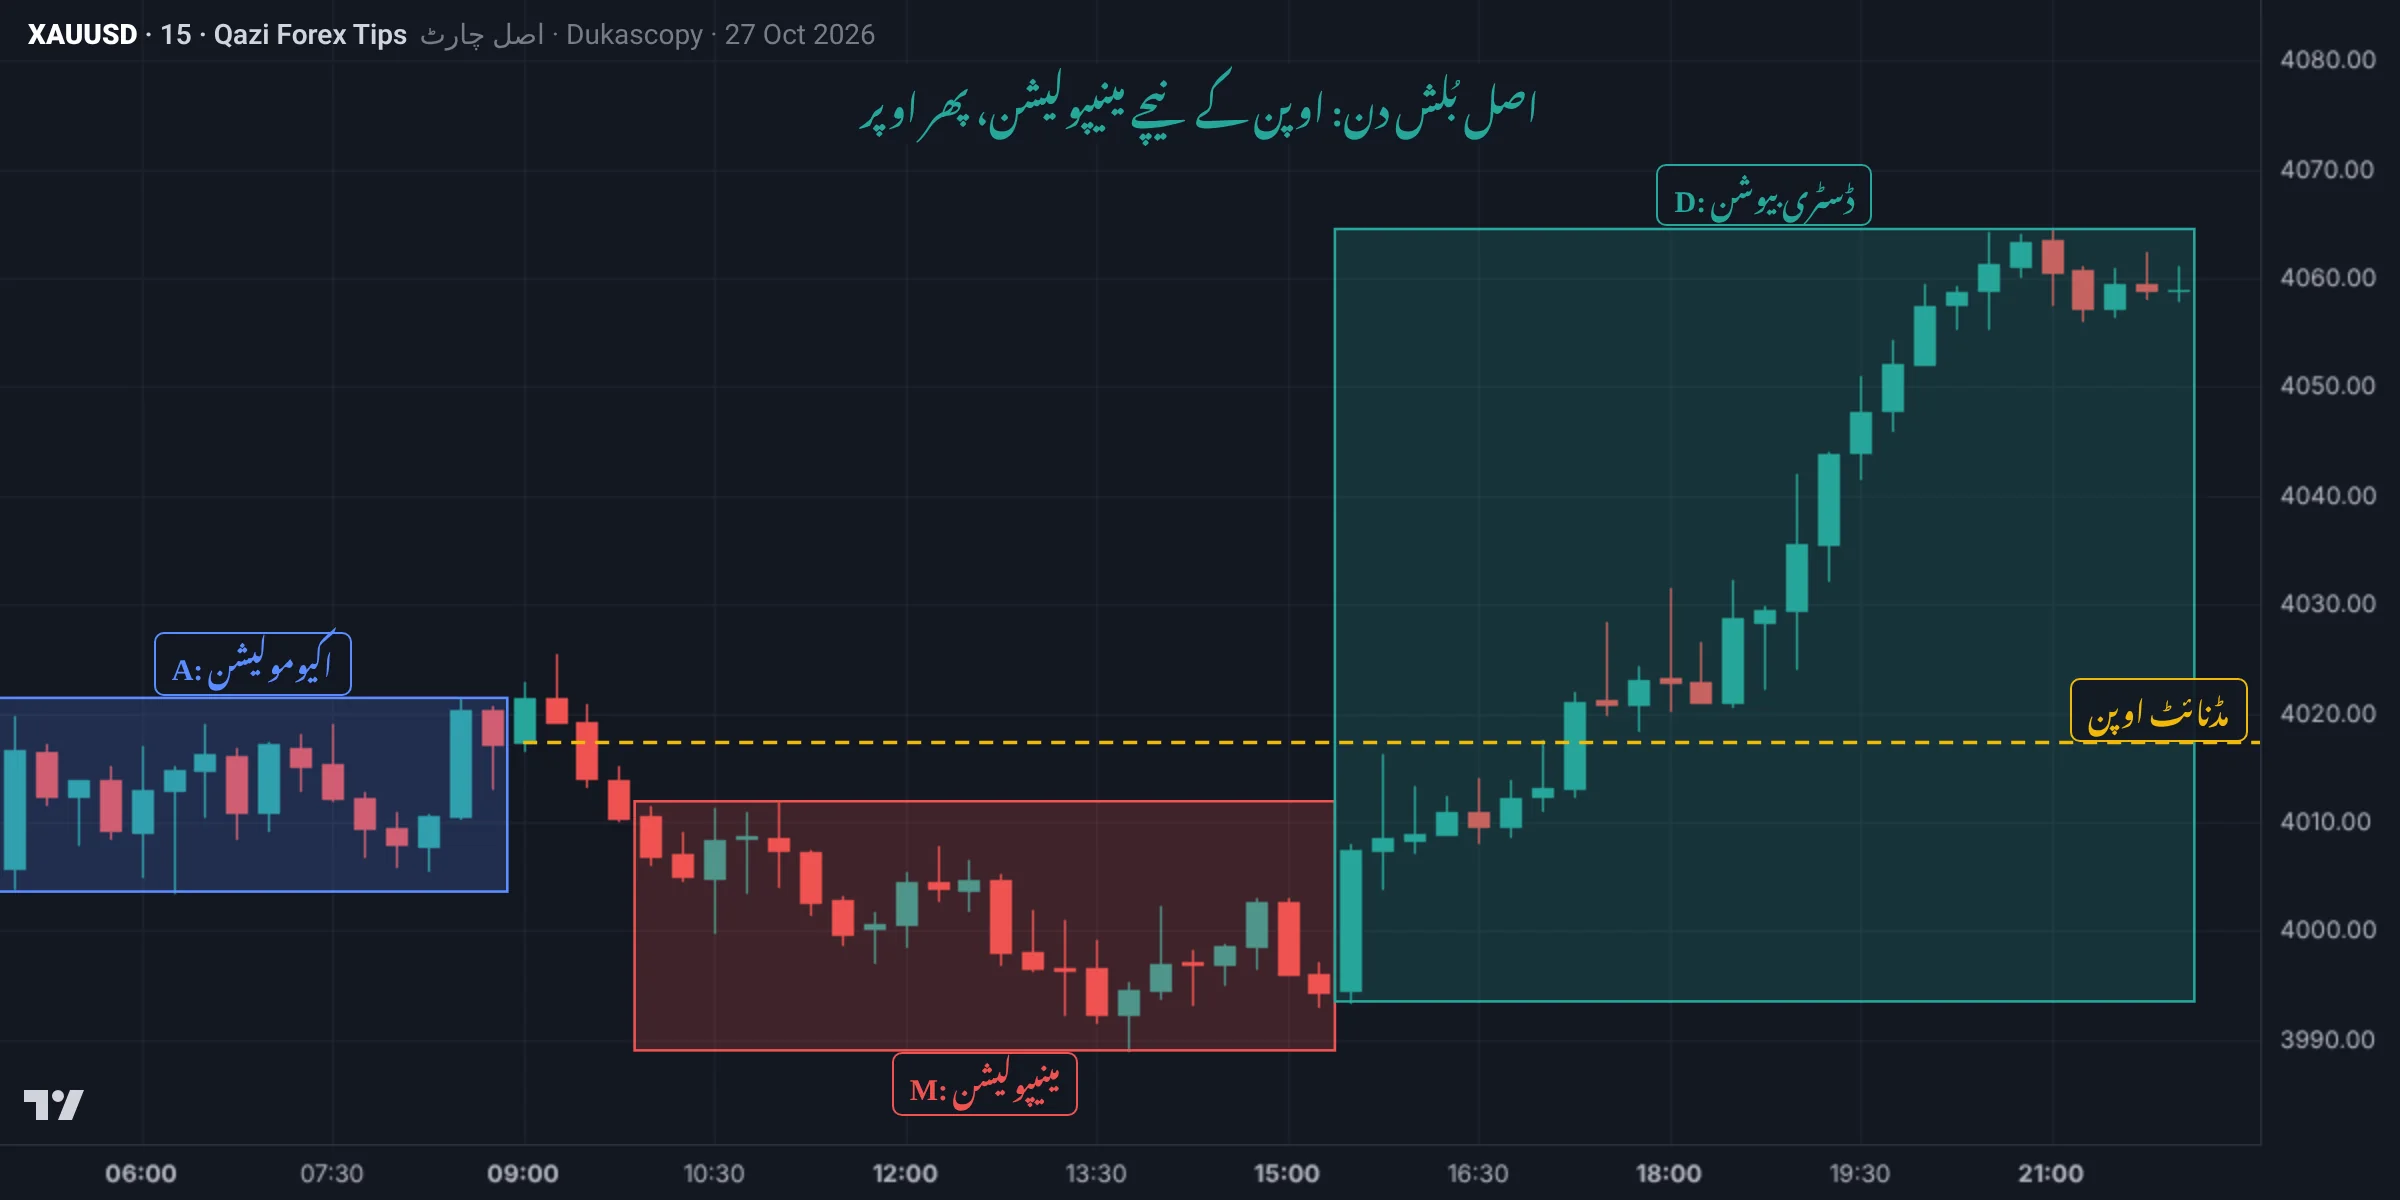 XAUUSD · 15 · Qazi Forex Tips اصل چارٹ · Dukascopy · 27 Oct 2026
اصل بُلش دن: اوپن کے نیچے مینیپولیشن، پھر اوپر
D: ڈسٹری بیوشن
A: اکیومولیشن
مڈنائٹ اوپن
M: مینیپولیشن
4080.00
4070.00
4060.00
4050.00
4040.00
4030.00
4020.00
4010.00
4000.00
3990.00
06:00 07:30 09:00 10:30 12:00 13:30 15:00 16:30 18:00 19:30 21:00